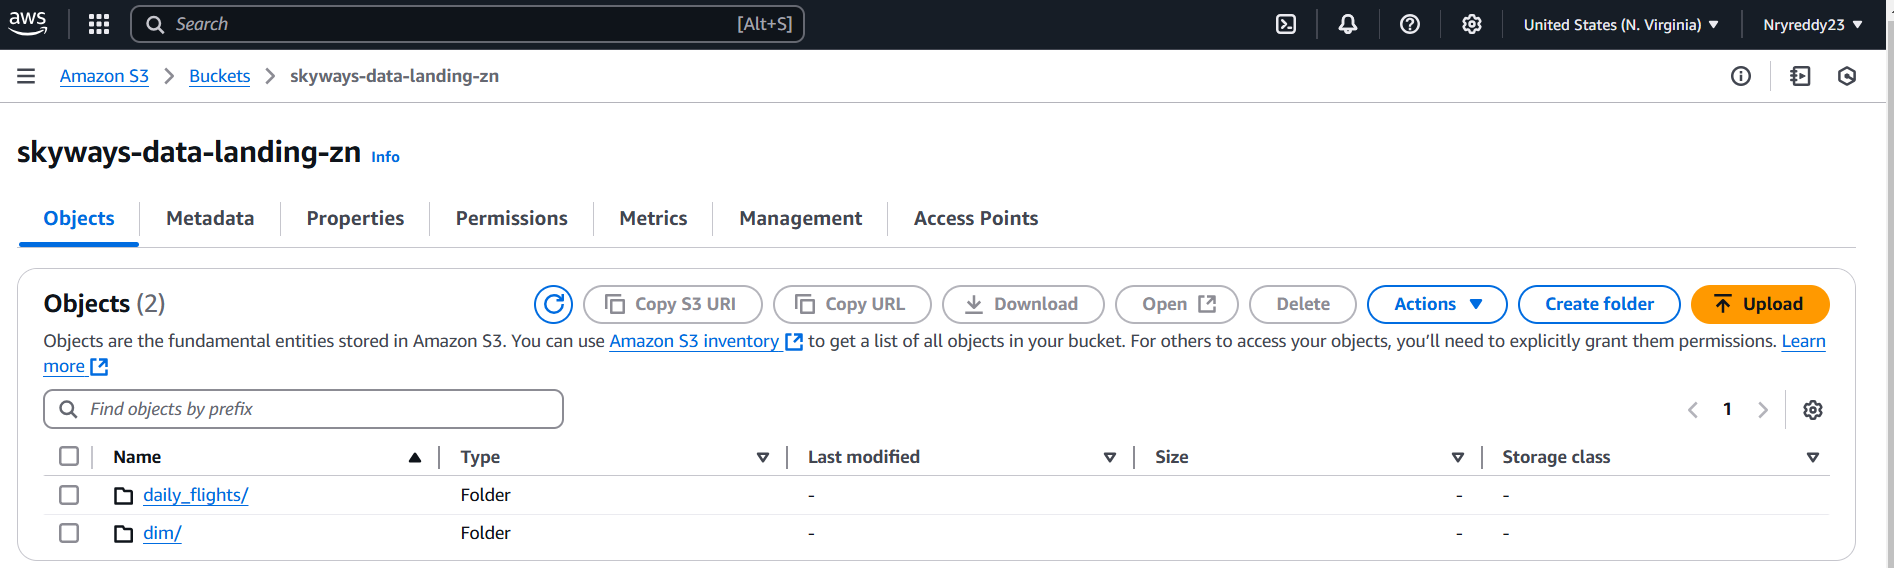 aws Search [Alt+S] United States (N. Virginia) Nryreddy23
Amazon S3 Buckets skyways-data-landing-zn
skyways-data-landing-zn Info
Objects Metadata Properties Permissions Metrics Management Access Points
Objects (2) Copy S3 URI Copy URL Download Open Delete Actions Create folder Upload
Objects are the fundamental entities stored in Amazon S3. You can use Amazon S3 inventory to get a list of all objects in your bucket. For others to access your objects, you’ll need to explicitly grant them permissions. Learn
more
Find objects by prefix 1
Name Type Last modified Size Storage class
daily_flights/ Folder - - -
dim/ Folder - - -